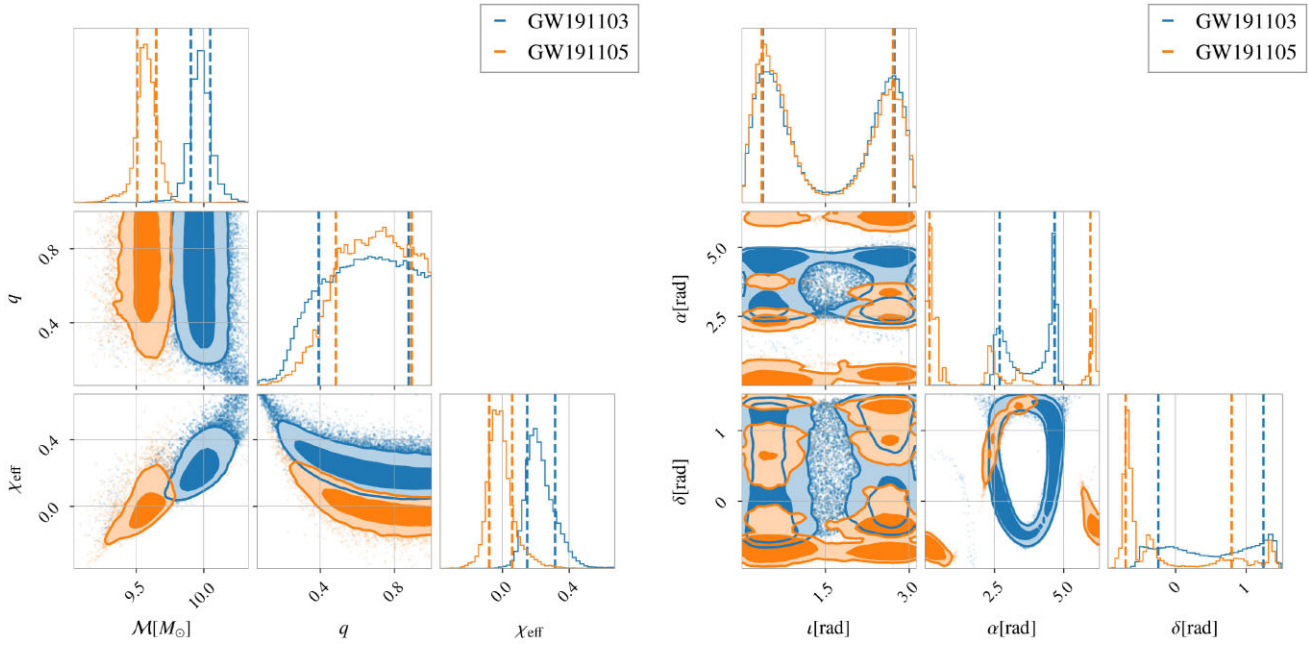 GW191103
GW191105
GW191103
GW191105
0.8
0.4
q
5.0
2.5
α[rad]
0.4
0.0
χeff
1
0
δ[rad]
9.5
10.0
0.4
0.8
0.0
0.4
1.5
3.0
2.5
5.0
0
1
ℳ[M⊙]
q
χeff
ι[rad]
α[rad]
δ[rad]